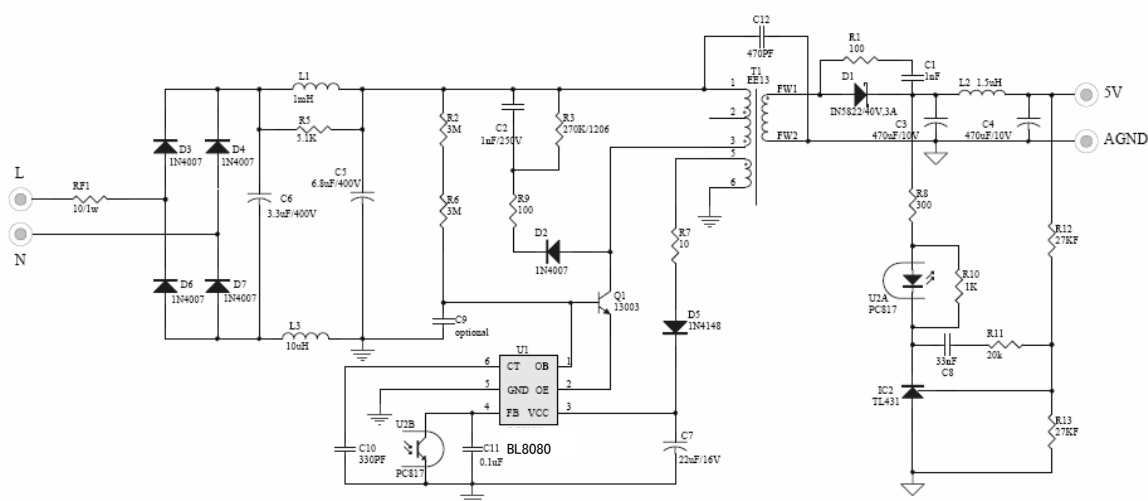 C12
470PF
R1
100
C1
1nF
T1
EE13
D1
IN5822/40V,3A
L2 1.5uH
5V
FW1
FW2
AGND
C3
470uF/10V
C4
470uF/10V
L1
1mH
R5
5.1K
R2
3M
C2
1nF/250V
R3
270K/1206
1
2
3
5
6
D3
1N4007
D4
1N4007
L
RF1
10/1w
N
C6
3.3uF/400V
C5
6.8uF/400V
R6
3M
R9
100
D2
1N4007
R7
10
R8
300
R12
27KF
D6
1N4007
D7
1N4007
Q1
13003
U2A
PC817
R10
1K
L3
10uH
C9
optional
D5
1N4148
R11
20k
33nF
C8
U1
6 CT OB 1
5 GND OE 2
4 FB VCC 3
BL8080
IC2
TL431
R13
27KF
C10
330PF
U2B
PC817
C11
0.1uF
C7
22uF/16V